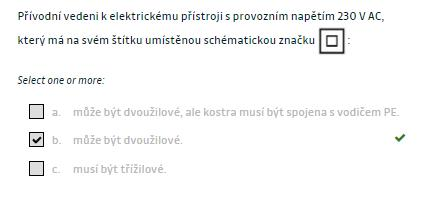 Přívodní vedeni k elektrickému přístroji s provozním napětím 230 V AC,
který má na svém štítku umístěnou schématickou značku :
Select one or more:
a. může být dvoužilové, ale kostra musí být spojena s vodičem PE.
b. může být dvoužilové.
c. musí být třížilové.